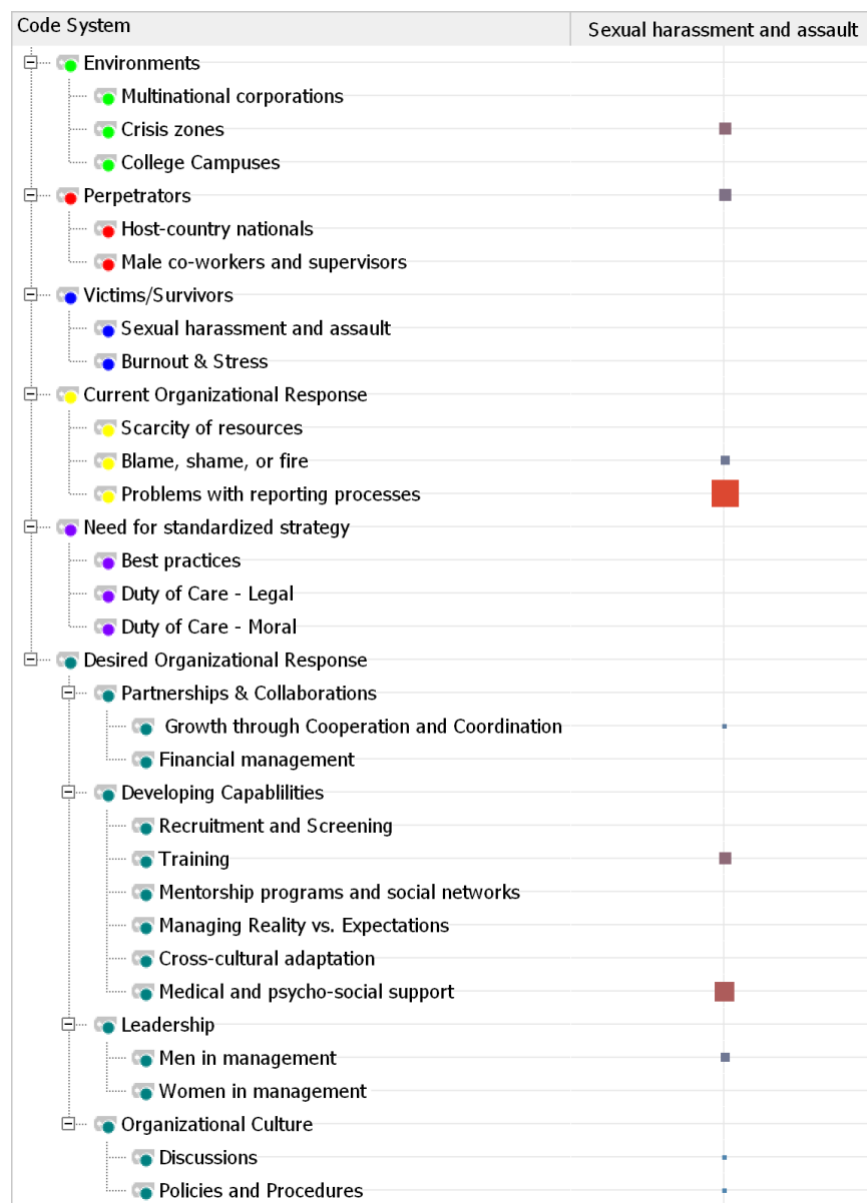 Code System
Sexual harassment and assault
Environments
Multinational corporations
Crisis zones
College Campuses
Perpetrators
Host-country nationals
Male co-workers and supervisors
Victims/Survivors
Sexual harassment and assault
Burnout & Stress
Current Organizational Response
Scarcity of resources
Blame, shame, or fire
Problems with reporting processes
Need for standardized strategy
Best practices
Duty of Care - Legal
Duty of Care - Moral
Desired Organizational Response
Partnerships & Collaborations
Growth through Cooperation and Coordination
Financial management
Developing Capablilities
Recruitment and Screening
Training
Mentorship programs and social networks
Managing Reality vs. Expectations
Cross-cultural adaptation
Medical and psycho-social support
Leadership
Men in management
Women in management
Organizational Culture
Discussions
Policies and Procedures